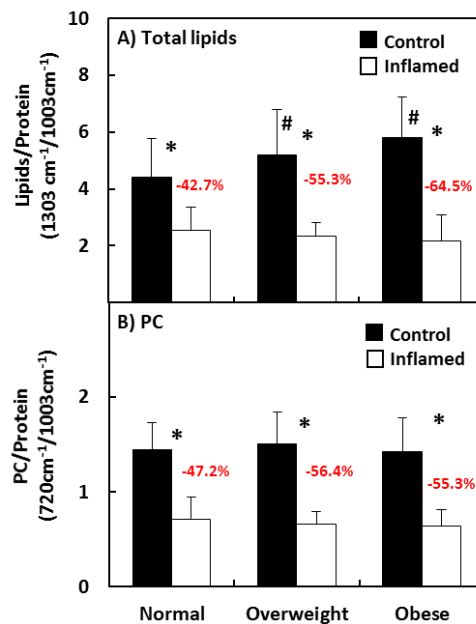 10
A) Total lipids
Control
Inflamed
8
6
# * # *
*
-42.7% -55.3% -64.5%
4
2
Lipids/Protein
(1303 cm⁻¹/1003cm⁻¹)
B) PC
Control
Inflamed
2
* * *
-47.2% -56.4% -55.3%
1
0
PC/Protein
(720cm⁻¹/1003cm⁻¹)
Normal Overweight Obese